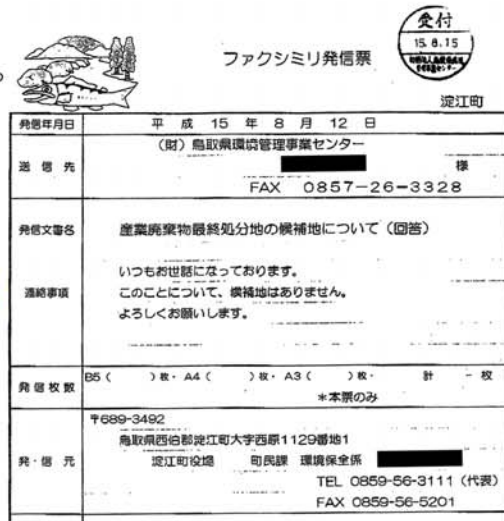 ファクシミリ発信票
受付
15.8.15
淀江町
発信年月日 平成 15 年 8 月 12 日
送信先 (財)鳥取県環境管理事業センター
様
FAX 0857-26-3328
発信文書名 産業廃棄物最終処分地の候補地について(回答)
連絡事項 いつもお世話になっております。
このことについて、候補地はありません。
よろしくお願いします。
発信枚数 B5( )枚・A4( )枚・A3( )枚・ 計 - 枚
*本票のみ
発・信元 〒689-3492
鳥取県西伯郡淀江町大字西原1129番地1
淀江町役場 町民課 環境保全係
TEL 0859-56-3111(代表)
FAX 0859-56-5201